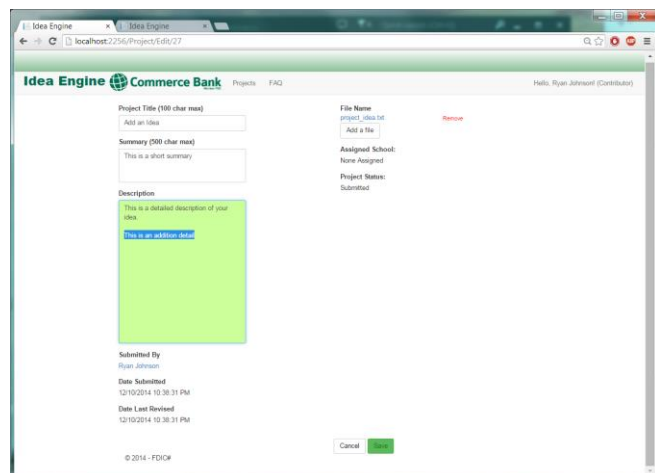 Idea Engine
Idea Engine
localhost:2256/Project/Edit/27
Idea Engine Commerce Bank Projects FAQ Hello, Ryan Johnson! (Contributor)
Project Title (100 char max)
Add an Idea
Summary (500 char max)
This is a short summary
Description
This is a detailed description of your
idea.
This is an addition detail
Submitted By
Ryan Johnson
Date Submitted
12/10/2014 10:36:31 PM
Date Last Revised
12/10/2014 10:36:31 PM
File Name
project_idea.txt Remove
Add a file
Assigned School:
None Assigned
Project Status:
Submitted
Cancel Save
© 2014 - FDIC#